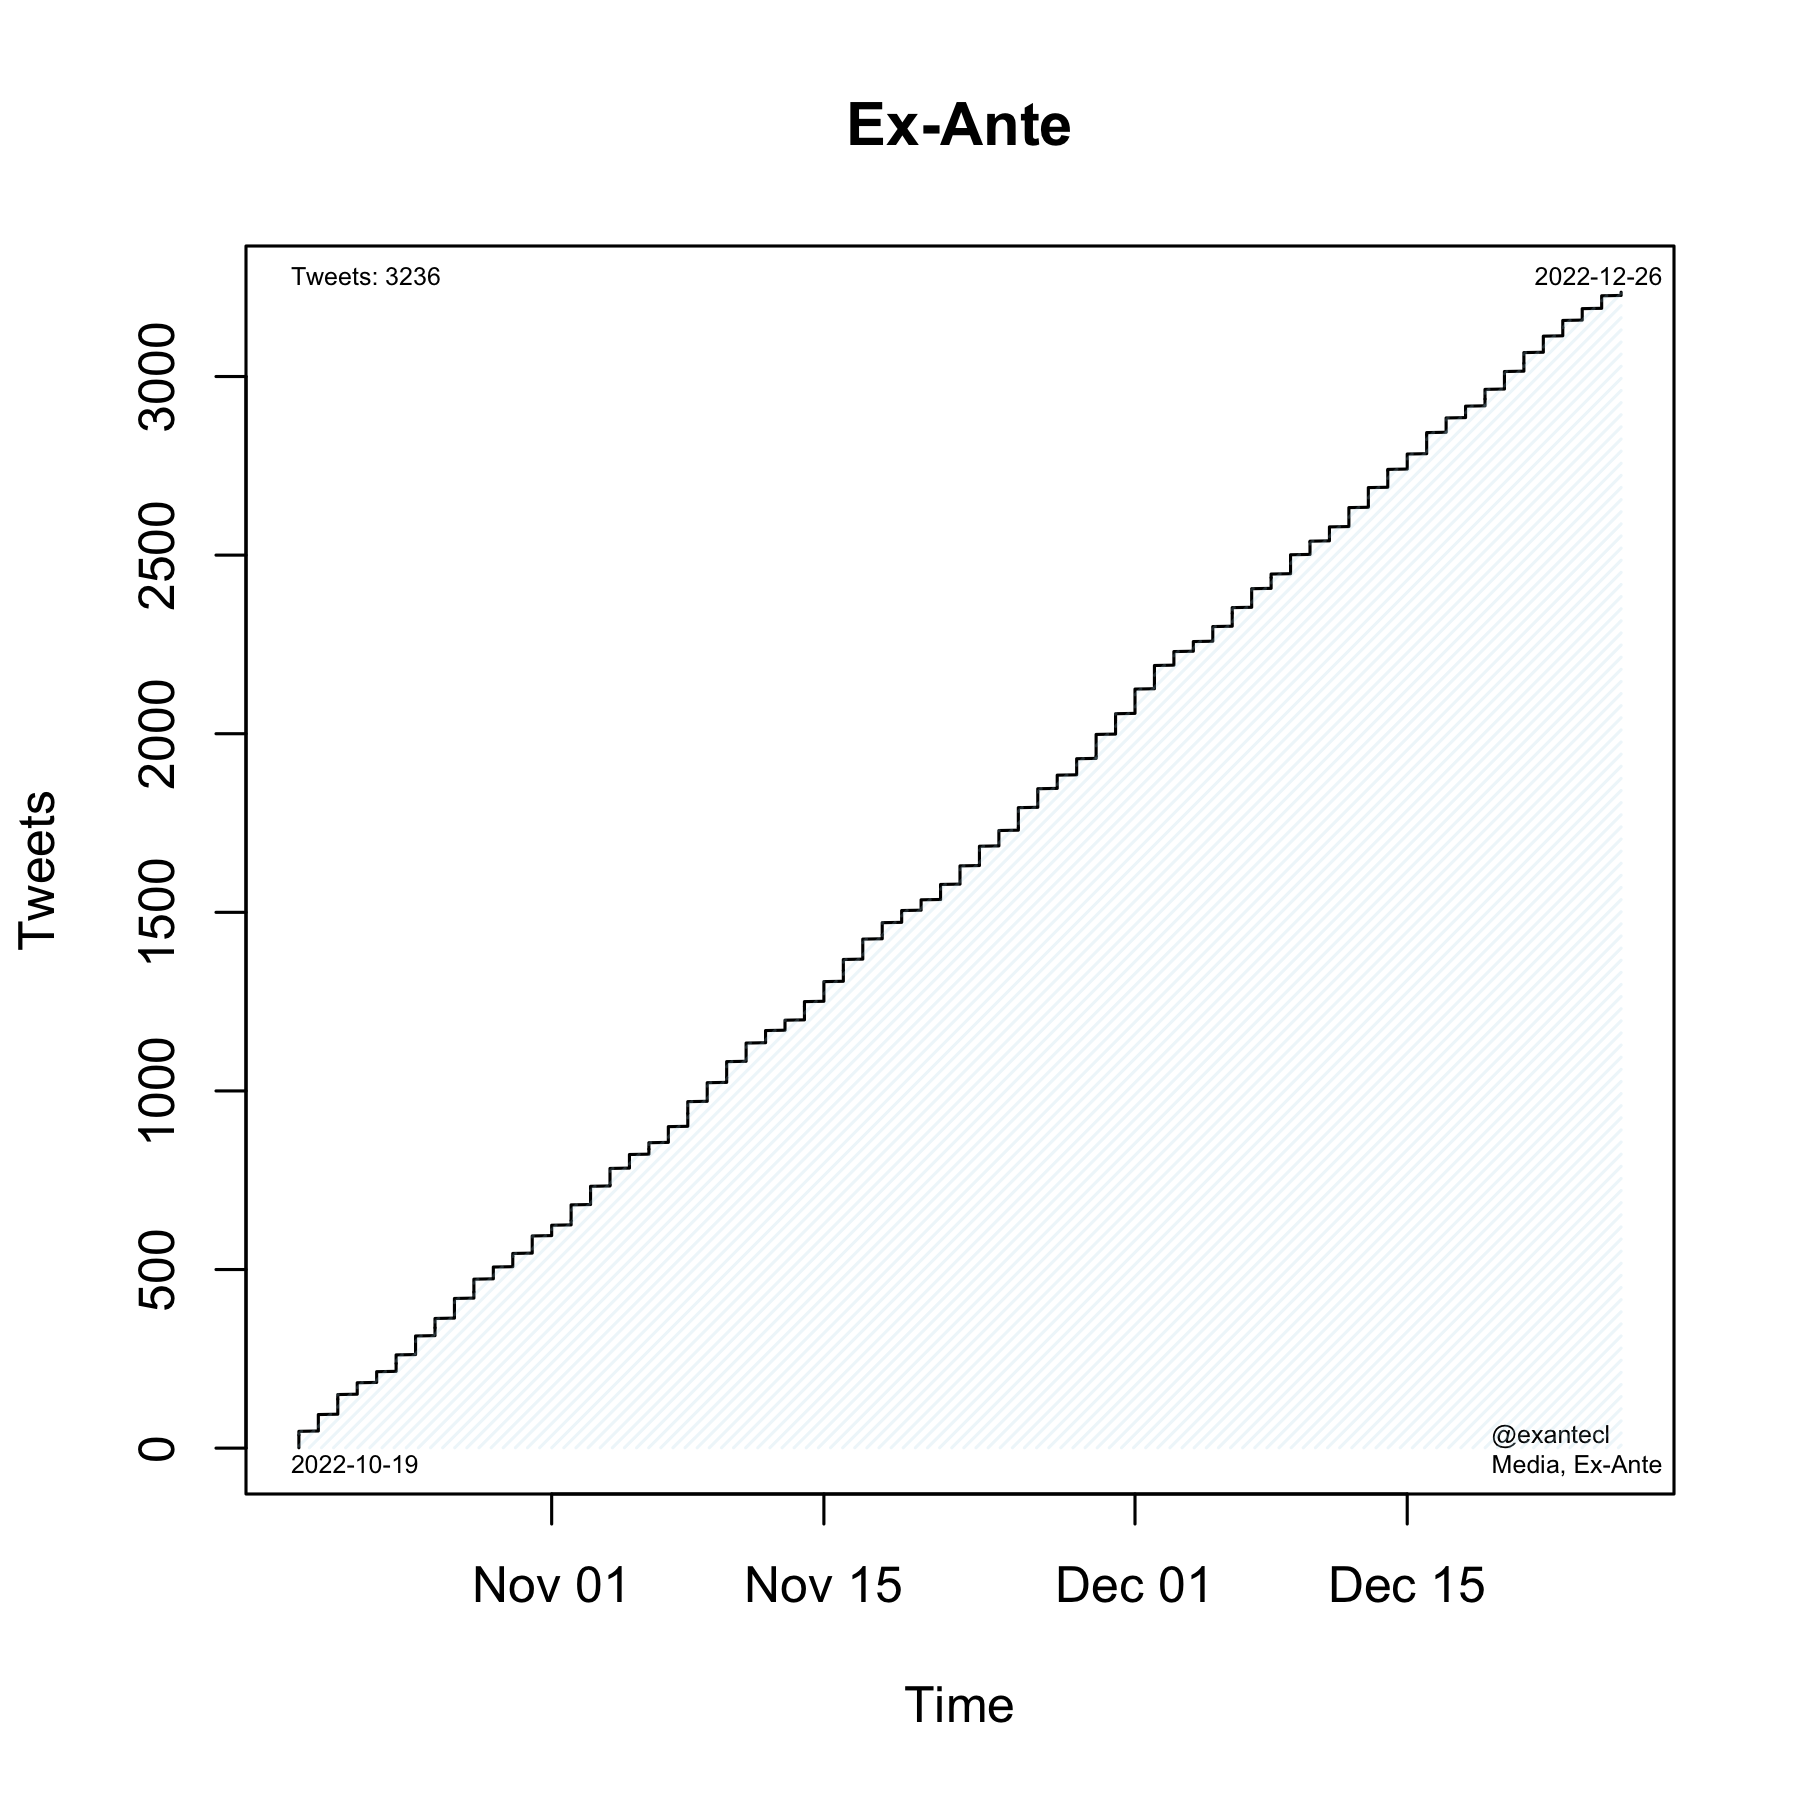 Ex-Ante
Tweets: 3236
2022-12-26
3000
2500
2000
1500
1000
500
0
Tweets
2022-10-19
@exantecl
Media, Ex-Ante
Nov 01
Nov 15
Dec 01
Dec 15
Time